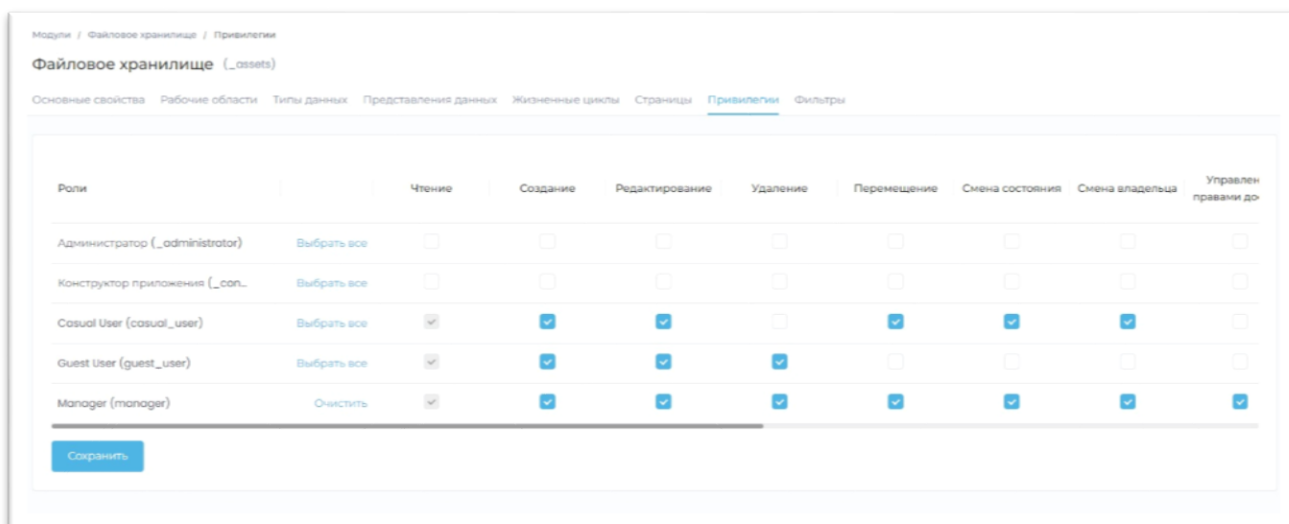 Модули / Файловое хранилище / Привилегии
Файловое хранилище (_assets)
Основные свойства Рабочие области Типы данных Представления данных Жизненные циклы Страницы Привилегии Фильтры
Роли Чтение Создание Редактирование Удаление Перемещение Смена состояния Смена владельца Управлен
правами до
Администратор (_administrator) Выбрать все
Конструктор приложения (_con... Выбрать все
Casual User (casual_user) Выбрать все
Guest User (guest_user) Выбрать все
Manager (manager) Очистить
Сохранить